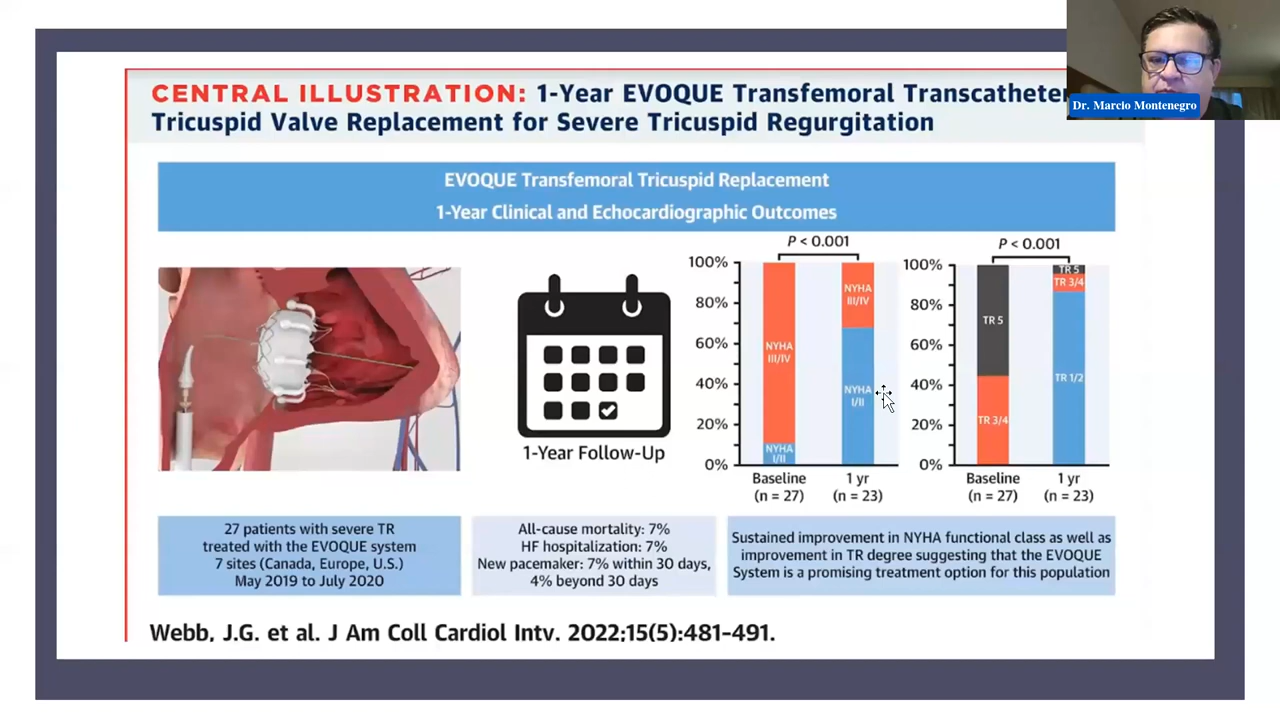 Dr. Marcio Montenegro
CENTRAL ILLUSTRATION: 1-Year EVOQUE Transfemoral Transcatheter
Tricuspid Valve Replacement for Severe Tricuspid Regurgitation
EVOQUE Transfemoral Tricuspid Replacement
1-Year Clinical and Echocardiographic Outcomes
1-Year Follow-Up
P < 0.001
100%
80%
60%
40%
20%
0%
NYHA
III/IV
NYHA
I/II
NYHA
III/IV
NYHA
I/II
Baseline
(n = 27)
1 yr
(n = 23)
P < 0.001
100%
80%
60%
40%
20%
0%
TR 5
TR 3/4
TR 5
TR 3/4
TR 1/2
Baseline
(n = 27)
1 yr
(n = 23)
27 patients with severe TR
treated with the EVOQUE system
7 sites (Canada, Europe, U.S.)
May 2019 to July 2020
All-cause mortality: 7%
HF hospitalization: 7%
New pacemaker: 7% within 30 days,
4% beyond 30 days
Sustained improvement in NYHA functional class as well as
improvement in TR degree suggesting that the EVOQUE
System is a promising treatment option for this population
Webb, J.G. et al. J Am Coll Cardiol Intv. 2022;15(5):481-491.